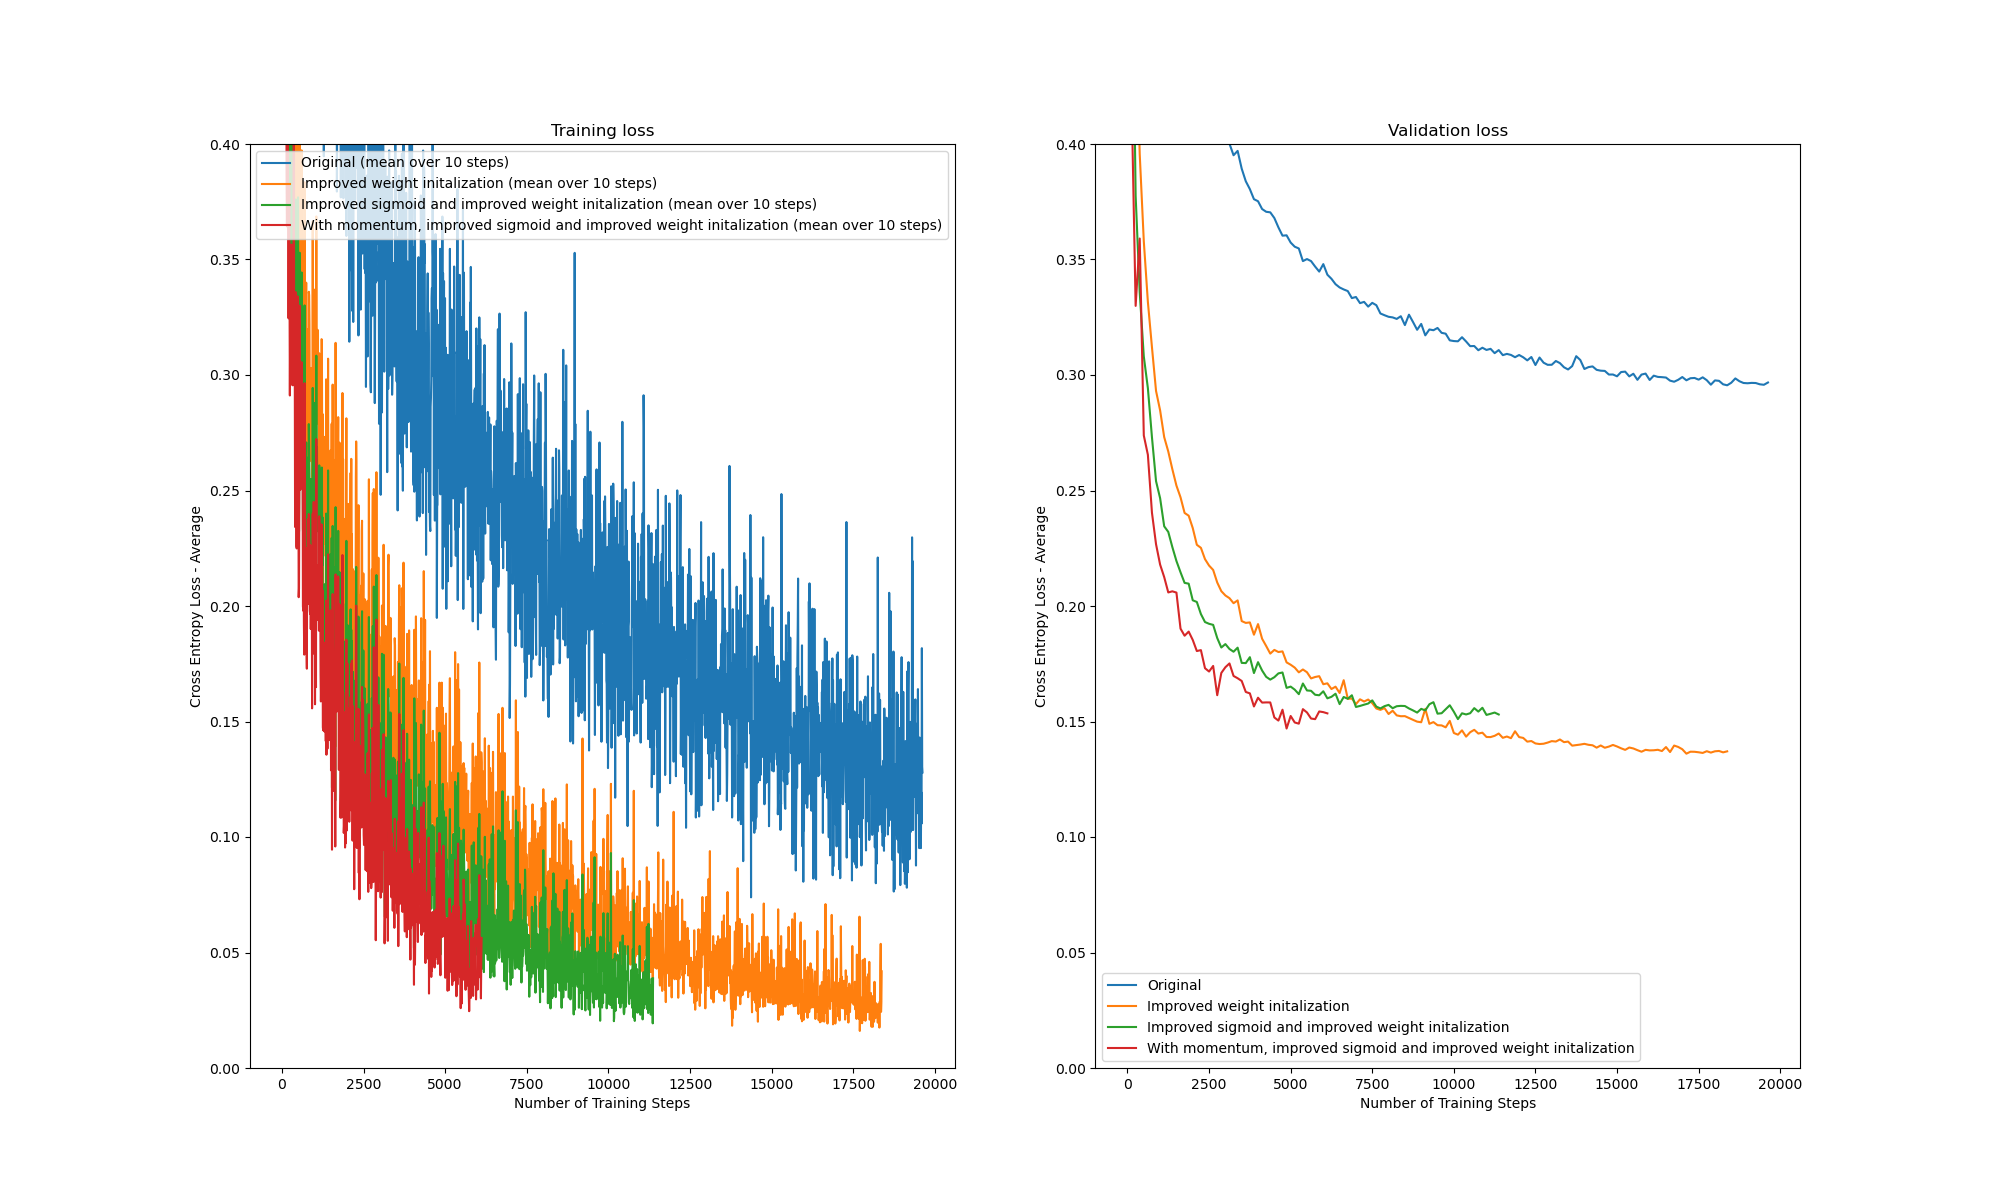 Training loss
0.40
0.35
0.30
0.25
0.20
0.15
0.10
0.05
0.00
Cross Entropy Loss - Average
Original (mean over 10 steps)
Improved weight initalization (mean over 10 steps)
Improved sigmoid and improved weight initalization (mean over 10 steps)
With momentum, improved sigmoid and improved weight initalization (mean over 10 steps)
0 2500 5000 7500 10000 12500 15000 17500 20000
Number of Training Steps
Validation loss
0.40
0.35
0.30
0.25
0.20
0.15
0.10
0.05
0.00
Cross Entropy Loss - Average
Original
Improved weight initalization
Improved sigmoid and improved weight initalization
With momentum, improved sigmoid and improved weight initalization
0 2500 5000 7500 10000 12500 15000 17500 20000
Number of Training Steps